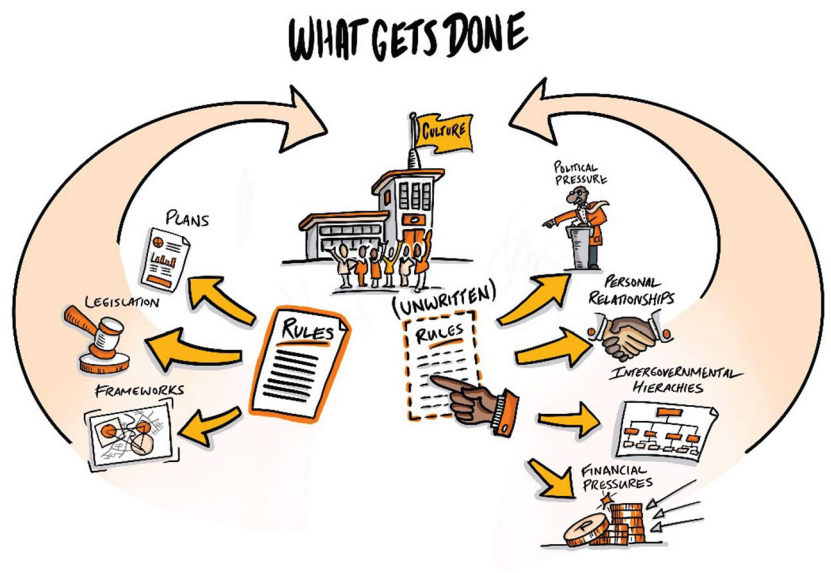 WHAT GETS DONE
CULTURE
PLANS
LEGISLATION
FRAMEWORKS
RULES
(UNWRITTEN)
RULES
POLITICAL
PRESSURE
PERSONAL
RELATIONSHIPS
INTERGOVERNMENTAL
HIERACHIES
FINANCIAL
PRESSURES